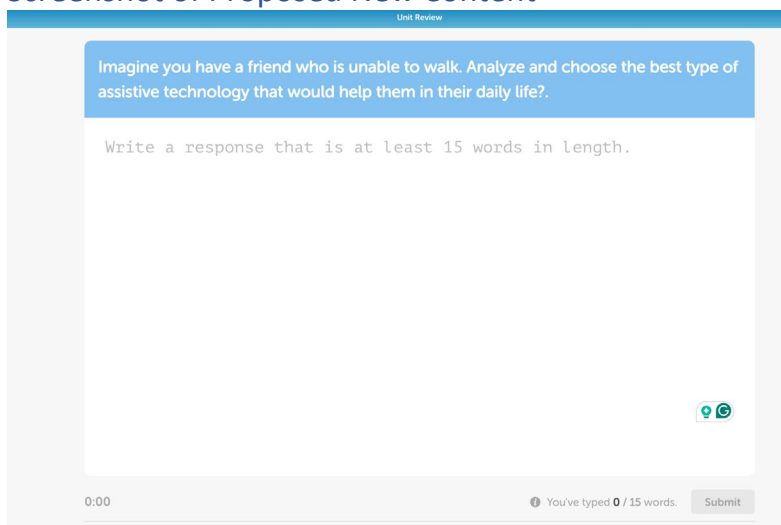 Screenshot of Proposed New Content
Unit Review
Imagine you have a friend who is unable to walk. Analyze and choose the best type of
assistive technology that would help them in their daily life?.
Write a response that is at least 15 words in length.
0:00
You've typed 0 / 15 words.
Submit